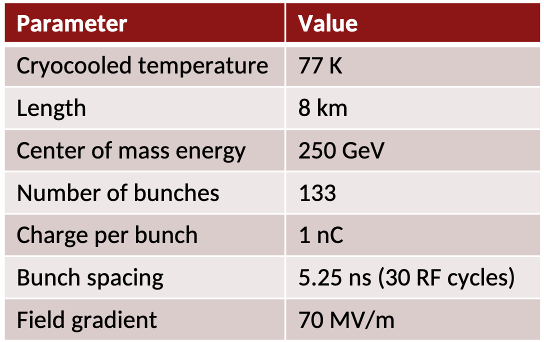 Parameter Value
Cryocooled temperature 77 K
Length 8 km
Center of mass energy 250 GeV
Number of bunches 133
Charge per bunch 1 nC
Bunch spacing 5.25 ns (30 RF cycles)
Field gradient 70 MV/m